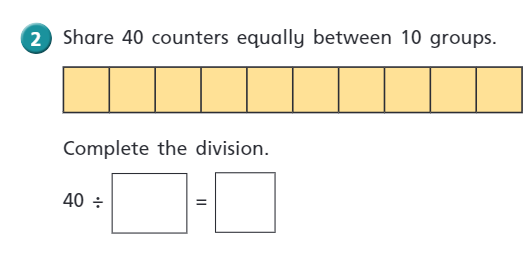 2 Share 40 counters equally between 10 groups.
Complete the division.
40 ÷ =